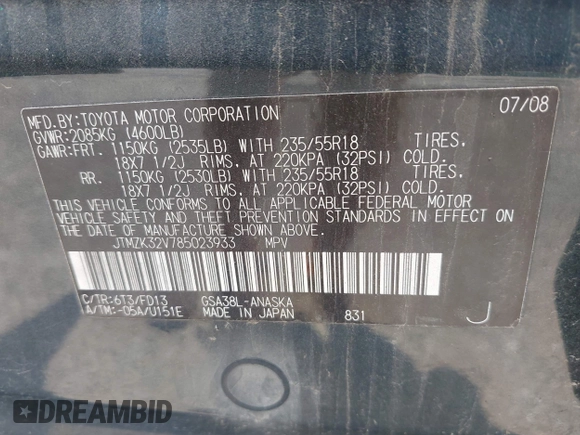 MFD.BY:TOYOTA MOTOR CORPORATION 07/08
GVWR:2085KG (4600LB)
GAWR:FRT. 1150KG (2535LB) WITH 235/55R18 TIRES.
18X7 1/2J RIMS. AT 220KPA (32PSI) COLD.
RR. 1150KG (2530LB) WITH 235/55R18 TIRES.
18X7 1/2J RIMS. AT 220KPA (32PSI) COLD.
THIS VEHICLE CONFORMS TO ALL APPLICABLE FEDERAL MOTOR
VEHICLE SAFETY AND THEFT PREVENTION STANDARDS IN EFFECT ON
THE DATE OF MANUFACTURE SHOWN ABOVE.
JTMZK32V785023933 MPV
C/TR:6T3/FD13 GSA38L-ANASKA
A/TM:-05A/U151E MADE IN JAPAN 831 J
DREAMBID